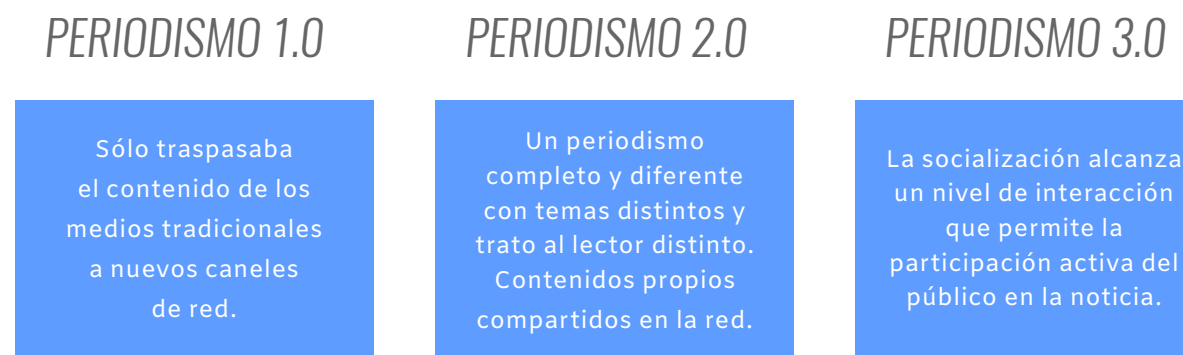 PERIODISMO 1.0
Sólo traspasaba
el contenido de los
medios tradicionales
a nuevos caneles
de red.
PERIODISMO 2.0
Un periodismo
completo y diferente
con temas distintos y
trato al lector distinto.
Contenidos propios
compartidos en la red.
PERIODISMO 3.0
La socialización alcanza
un nivel de interacción
que permite la
participación activa del
público en la noticia.